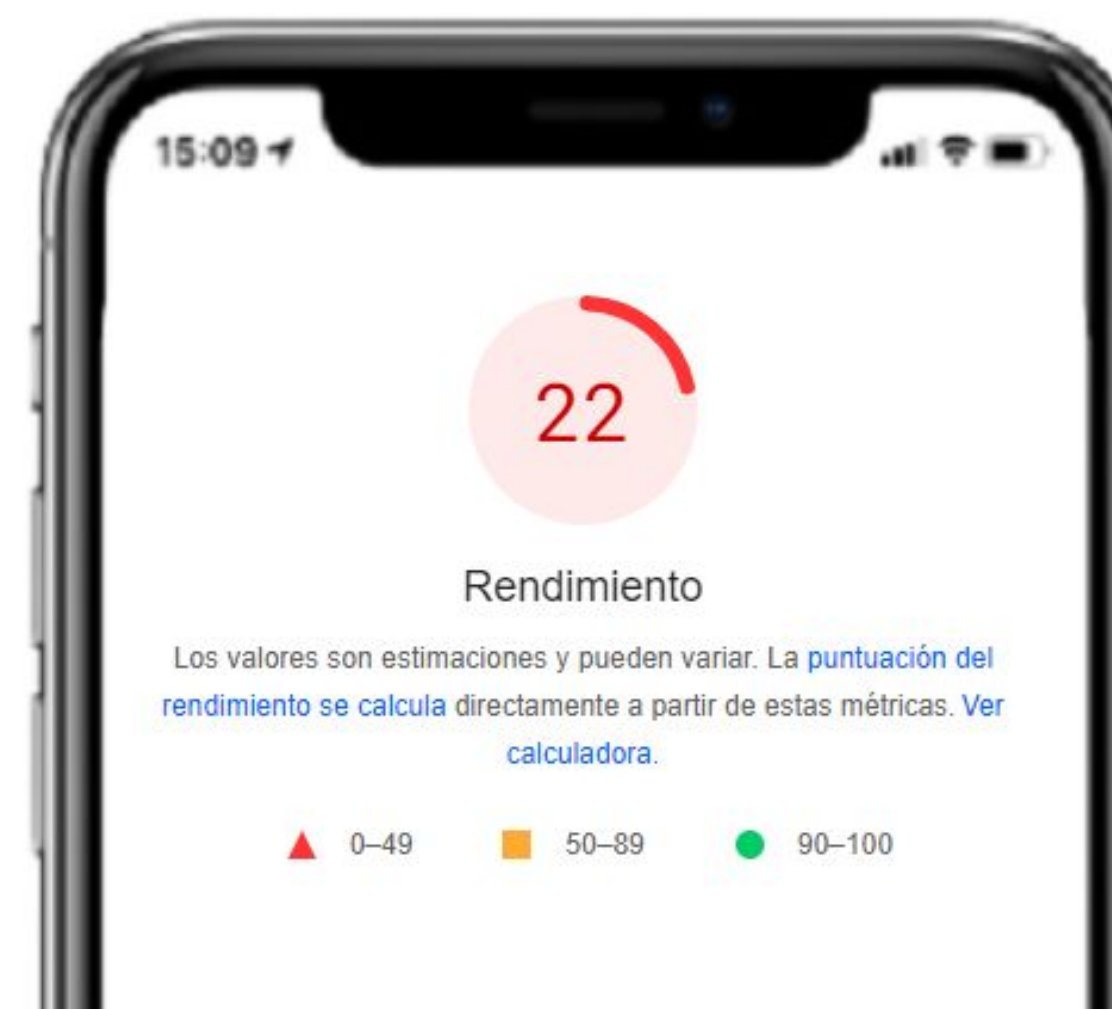 15:09
22
Rendimiento
Los valores son estimaciones y pueden variar. La puntuación del
rendimiento se calcula directamente a partir de estas métricas. Ver
calculadora.
0–49 50–89 90–100